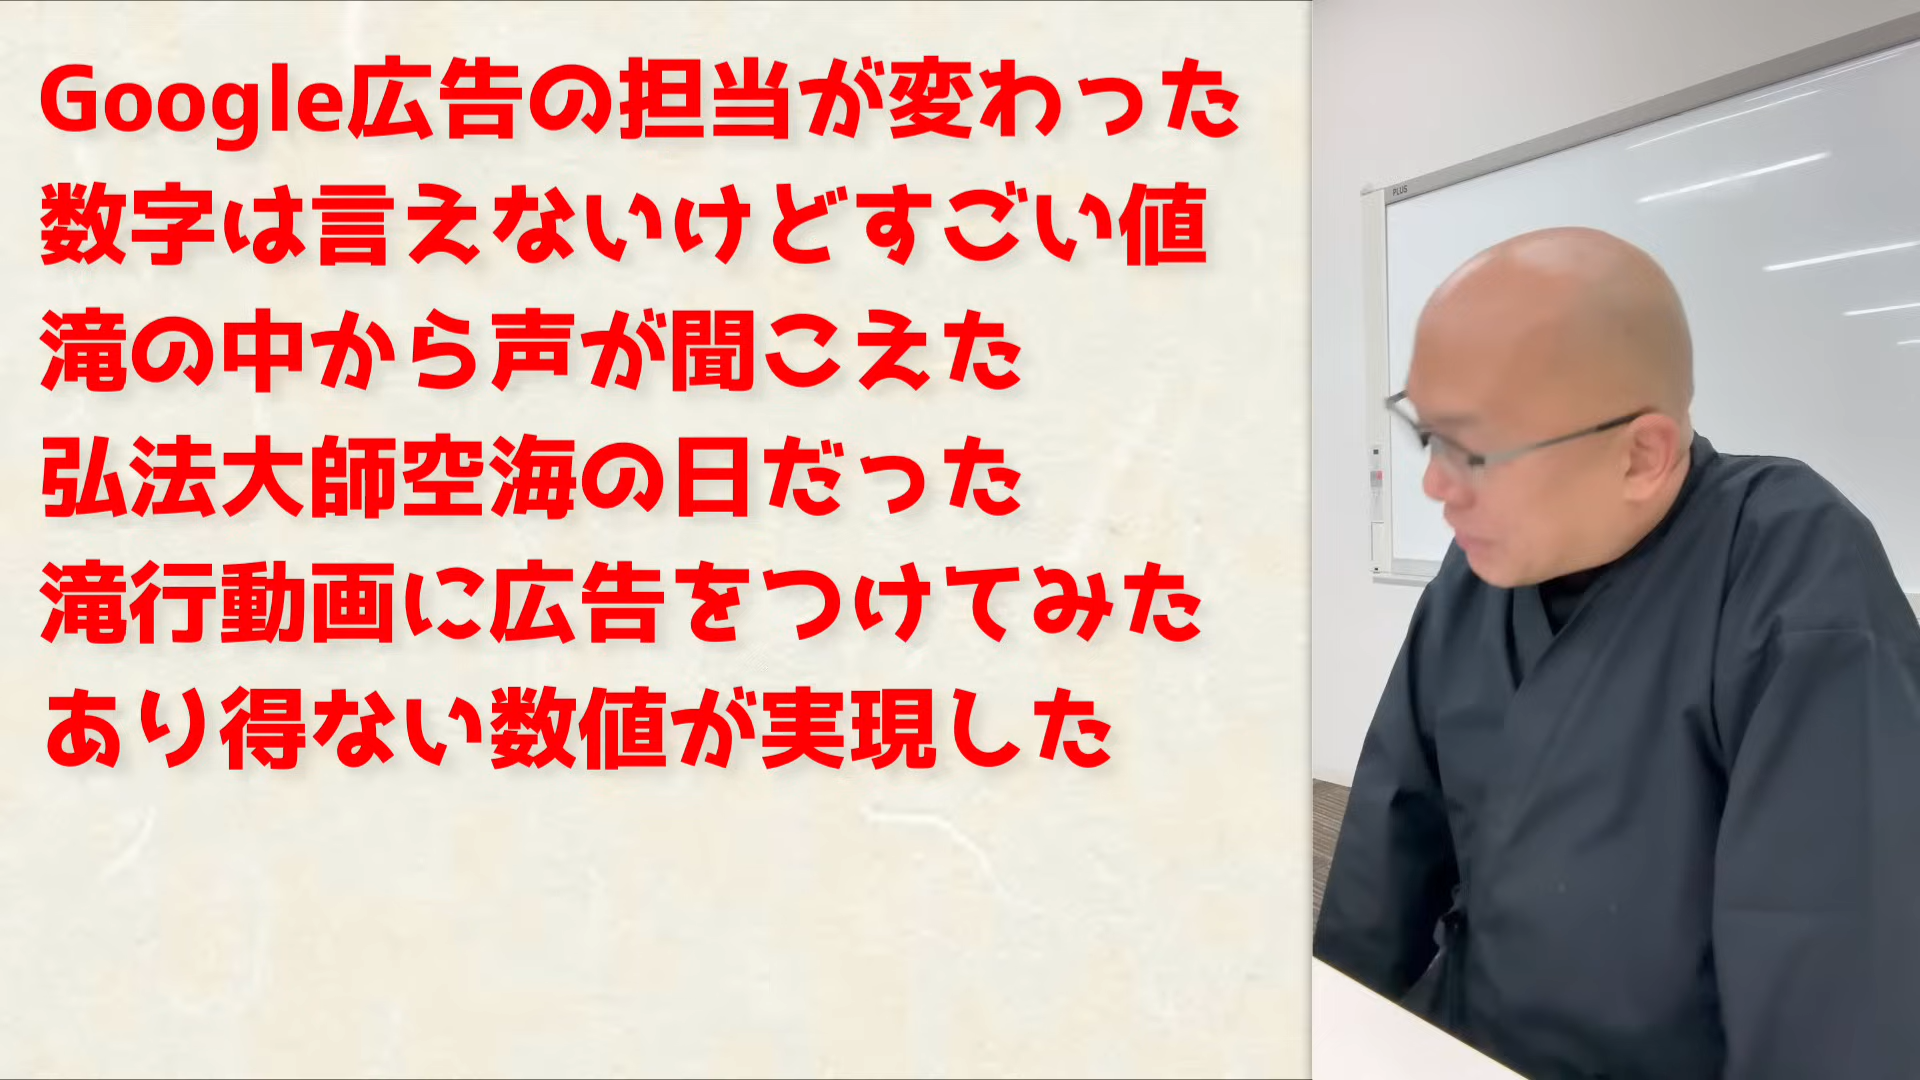 Google広告の担当が変わった
数字は言えないけどすごい値
滝の中から声が聞こえた
弘法大師空海の日だった
滝行動画に広告をつけてみた
あり得ない数値が実現した
PLUS